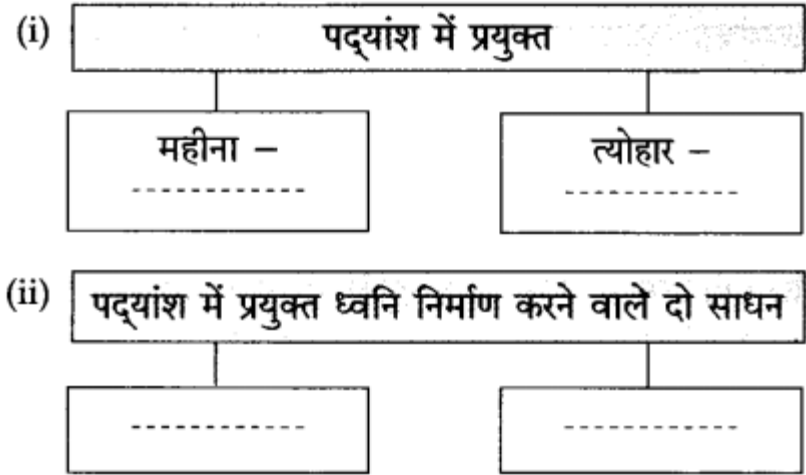 (i) पद्यांश में प्रयुक्त
महीना – त्योहार –
(ii) पद्यांश में प्रयुक्त ध्वनि निर्माण करने वाले दो साधन